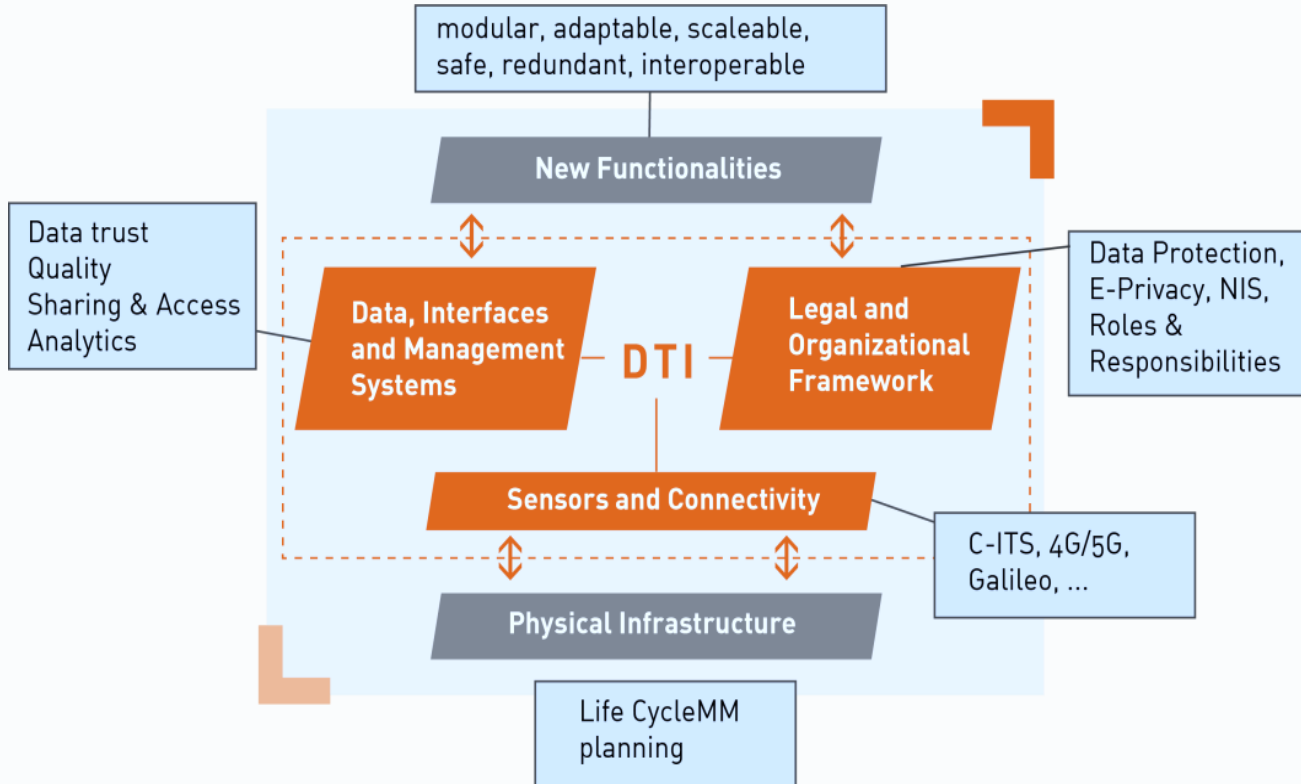 modular, adaptable, scaleable,
safe, redundant, interoperable
New Functionalities
Data trust
Quality
Sharing & Access
Analytics
Data, Interfaces
and Management
Systems
DTI
Legal and
Organizational
Framework
Data Protection,
E-Privacy, NIS,
Roles &
Responsibilities
Sensors and Connectivity
C-ITS, 4G/5G,
Galileo, ...
Physical Infrastructure
Life CycleMM
planning